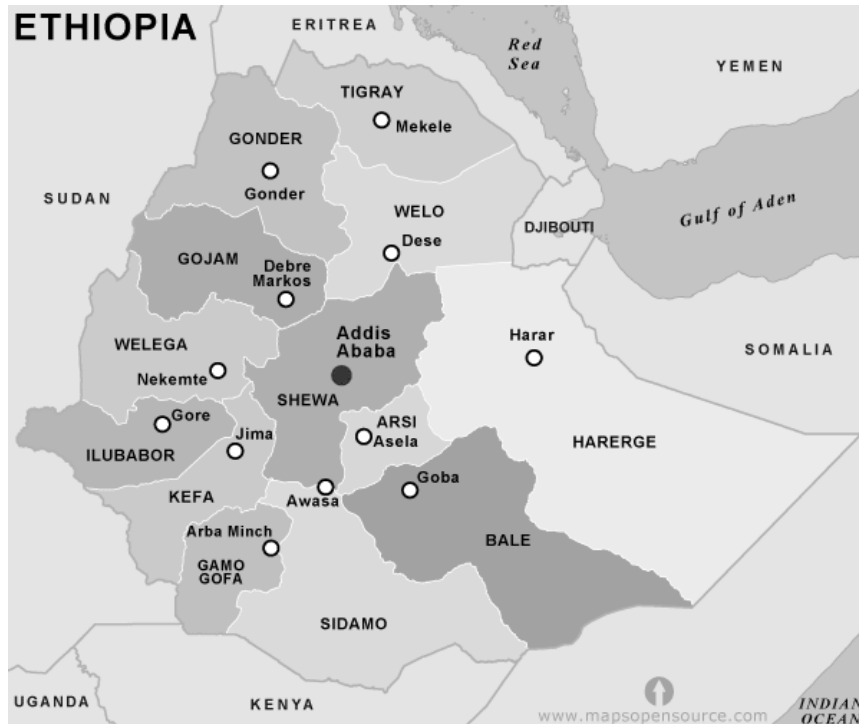 ETHIOPIA
ERITREA
Red
Sea
YEMEN
TIGRAY
Mekele
GONDER
Gonder
SUDAN
WELO
Dese
DJIBOUTI
Gulf of Aden
GOJAM
Debre
Markos
WELEGA
Nekemte
Addis
Ababa
SHEWA
Harar
SOMALIA
Gore
ILUBABOR
Jima
ARSI
Asela
HARERGE
KEFA
Awasa
Goba
BALE
Arba Minch
GAMO
GOFA
SIDAMO
UGANDA
KENYA
www.mapsopensource.com
INDIAN
OCEAN